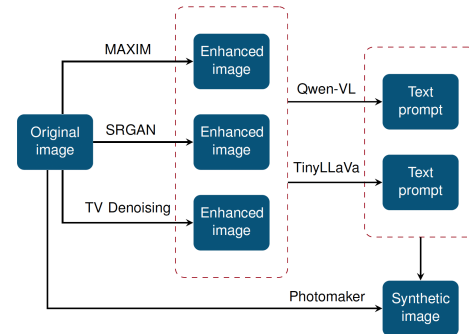 MAXIM
Enhanced
image
Qwen-VL
Text
prompt
Original
image
SRGAN
Enhanced
image
TinyLLaVa
Text
prompt
TV Denoising
Enhanced
image
Photomaker
Synthetic
image